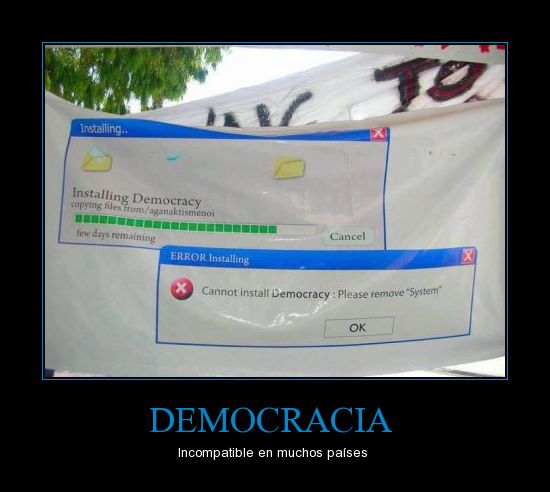 TO
Installing..
Installing Democracy
copying files from/aganaktismenoi
few days remaining
Cancel
ERROR Installing
Cannot install Democracy : Please remove "System"
OK
DEMOCRACIA
Incompatible en muchos países